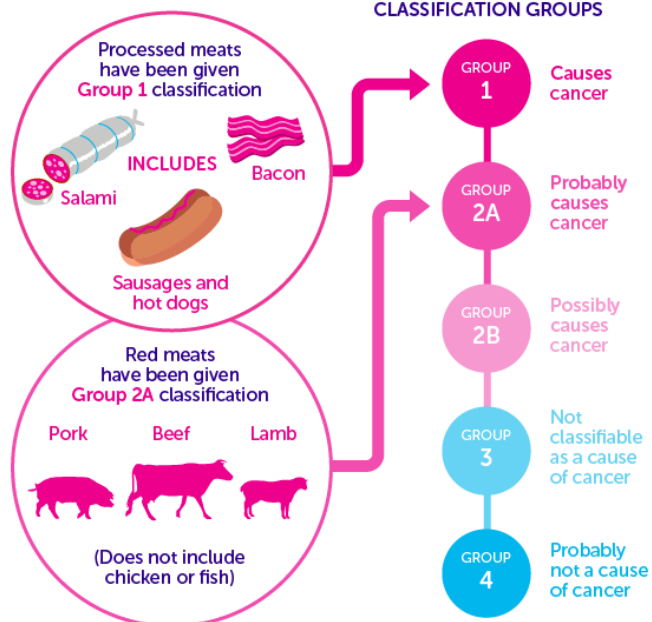 CLASSIFICATION GROUPS
Processed meats
have been given
Group 1 classification
INCLUDES
Salami
Bacon
Sausages and
hot dogs
Red meats
have been given
Group 2A classification
Pork
Beef
Lamb
(Does not include
chicken or fish)
GROUP
1
Causes
cancer
GROUP
2A
Probably
causes
cancer
GROUP
2B
Possibly
causes
cancer
GROUP
3
Not
classifiable
as a cause
of cancer
GROUP
4
Probably
not a cause
of cancer